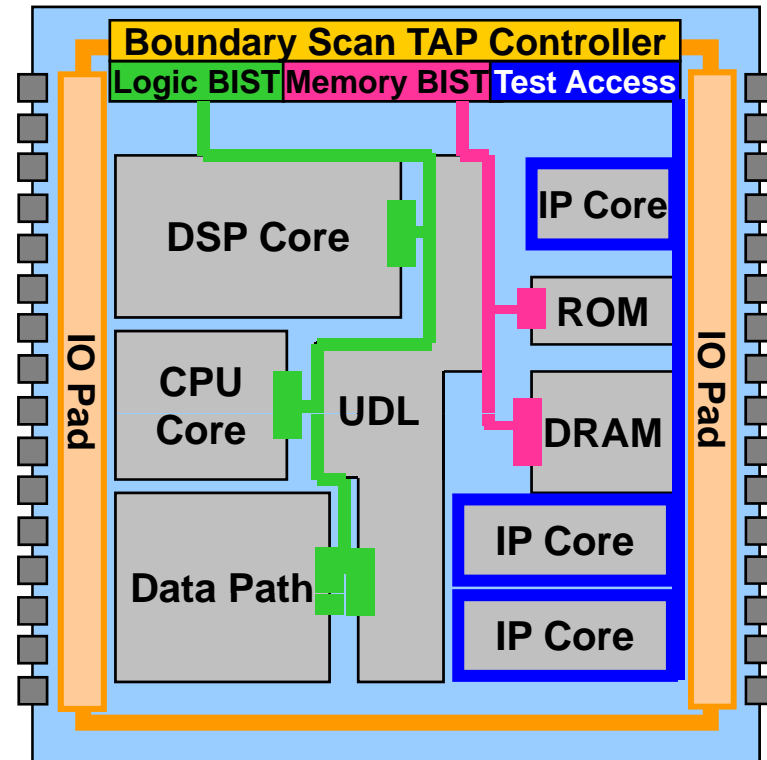 Boundary Scan TAP Controller
Logic BIST
Memory BIST
Test Access
DSP Core
IP Core
ROM
IO Pad
IO Pad
CPU
Core
UDL
DRAM
IP Core
Data Path
IP Core